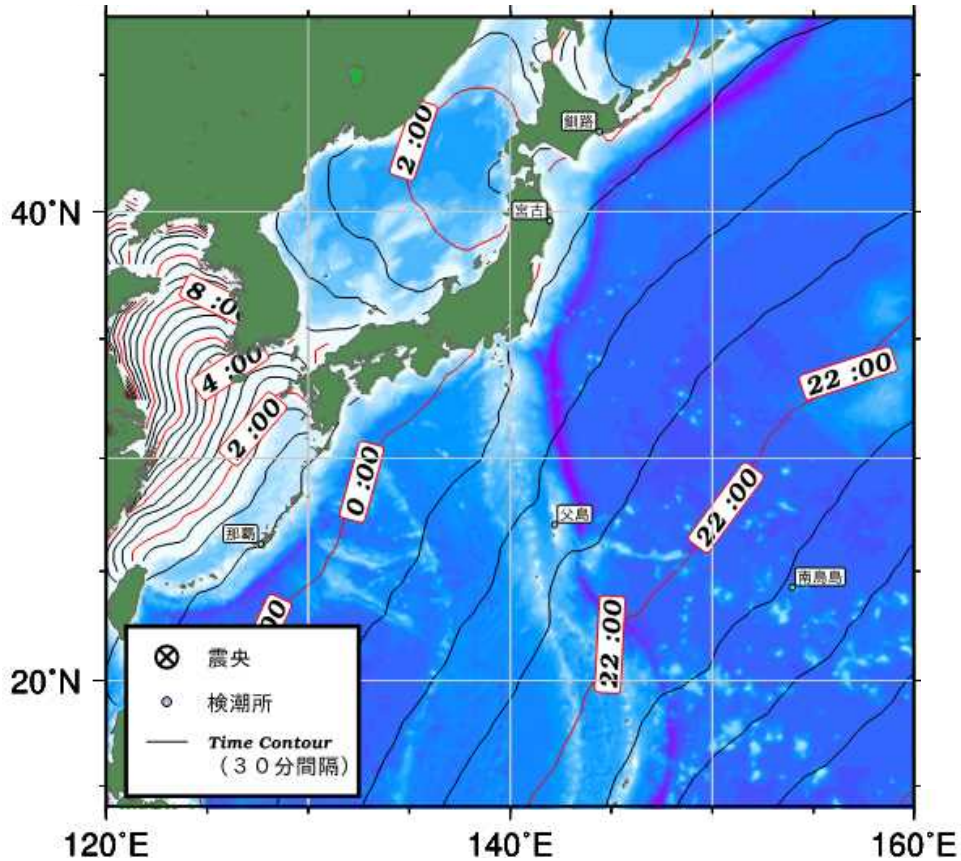 2 :00
釧路
40°N
宮古
8 :0
4 :00
22 :00
2 :00
0 :00
22 :00
父島
那覇
南鳥島
:00
22 :00
20°N
震央
検潮所
Time Contour
（３０分間隔）
120°E
140°E
160°E